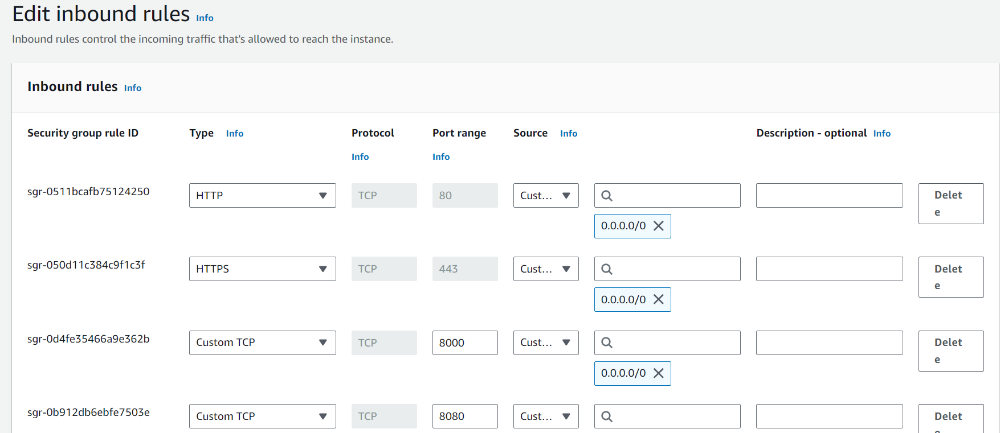 Edit inbound rules Info
Inbound rules control the incoming traffic that's allowed to reach the instance.
Inbound rules Info
Security group rule ID Type Info Protocol Info Port range Info Source Info Description - optional Info
sgr-0511bcafb75124250 HTTP TCP 80 Cust... Delet
e
0.0.0.0/0
sgr-050d11c384c9f1c3f HTTPS TCP 443 Cust... Delet
e
0.0.0.0/0
sgr-0d4fe35466a9e362b Custom TCP TCP 8000 Cust... Delet
e
0.0.0.0/0
sgr-0b912db6ebfe7503e Custom TCP TCP 8080 Cust... Delet